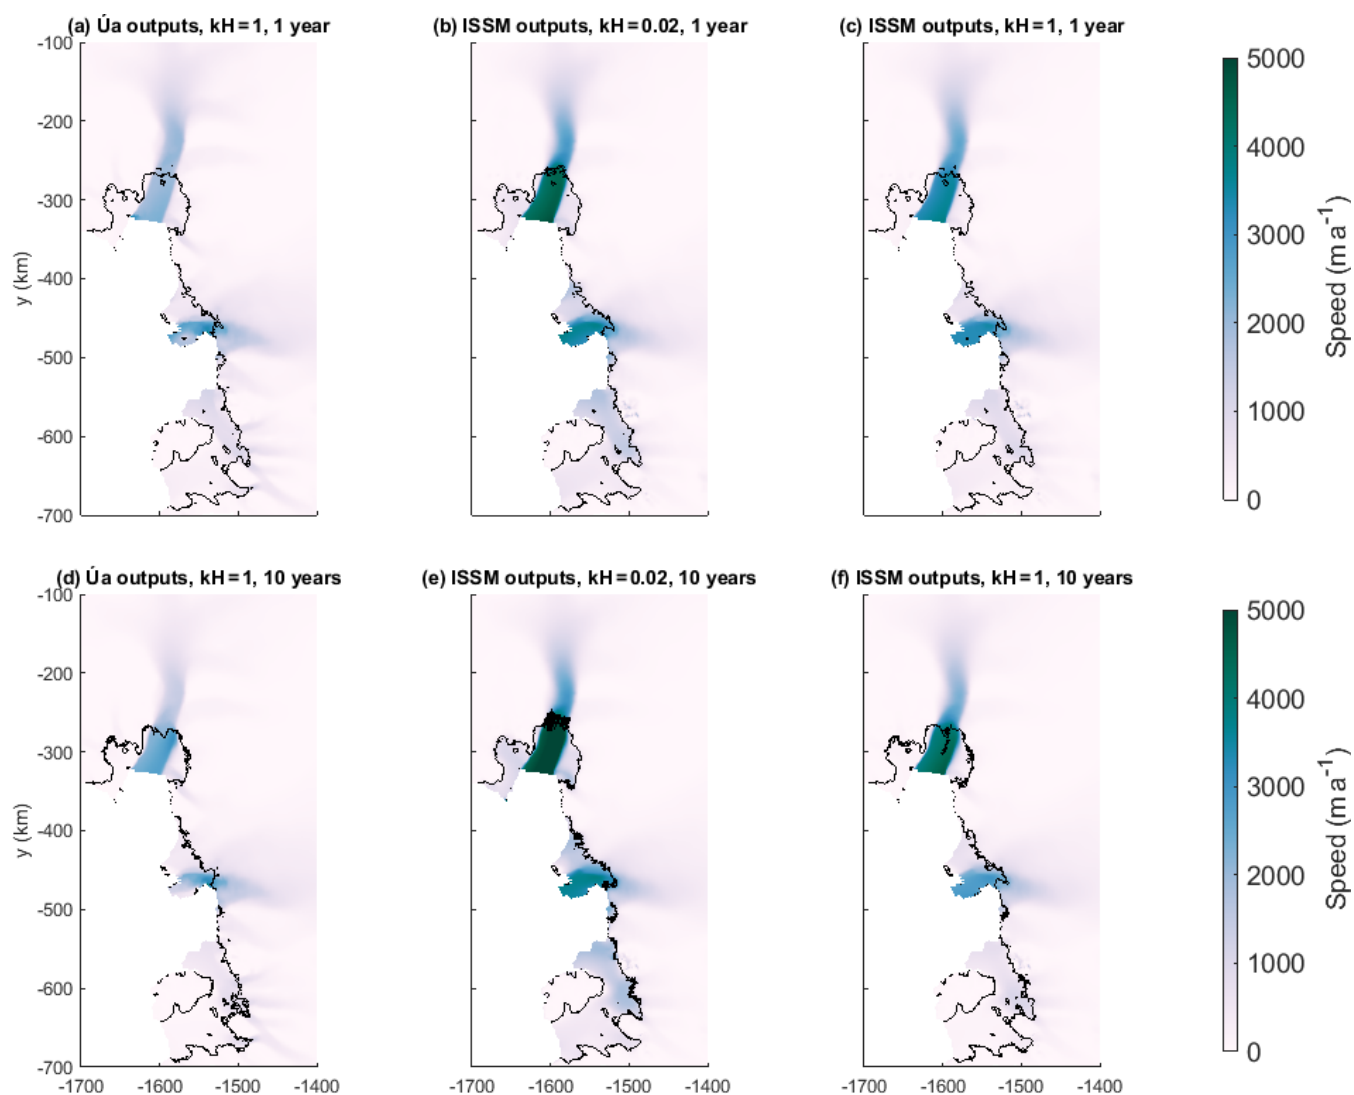 (a) Úa outputs, kH=1, 1 year
(b) ISSM outputs, kH=0.02, 1 year
(c) ISSM outputs, kH=1, 1 year
-100
-200
-300
-400
-500
-600
-700
y (km)
5000
4000
3000
2000
1000
0
Speed (m a⁻¹)
(d) Úa outputs, kH=1, 10 years
(e) ISSM outputs, kH=0.02, 10 years
(f) ISSM outputs, kH=1, 10 years
-100
-200
-300
-400
-500
-600
-700
y (km)
-1700 -1600 -1500 -1400
-1700 -1600 -1500 -1400
-1700 -1600 -1500 -1400
5000
4000
3000
2000
1000
0
Speed (m a⁻¹)